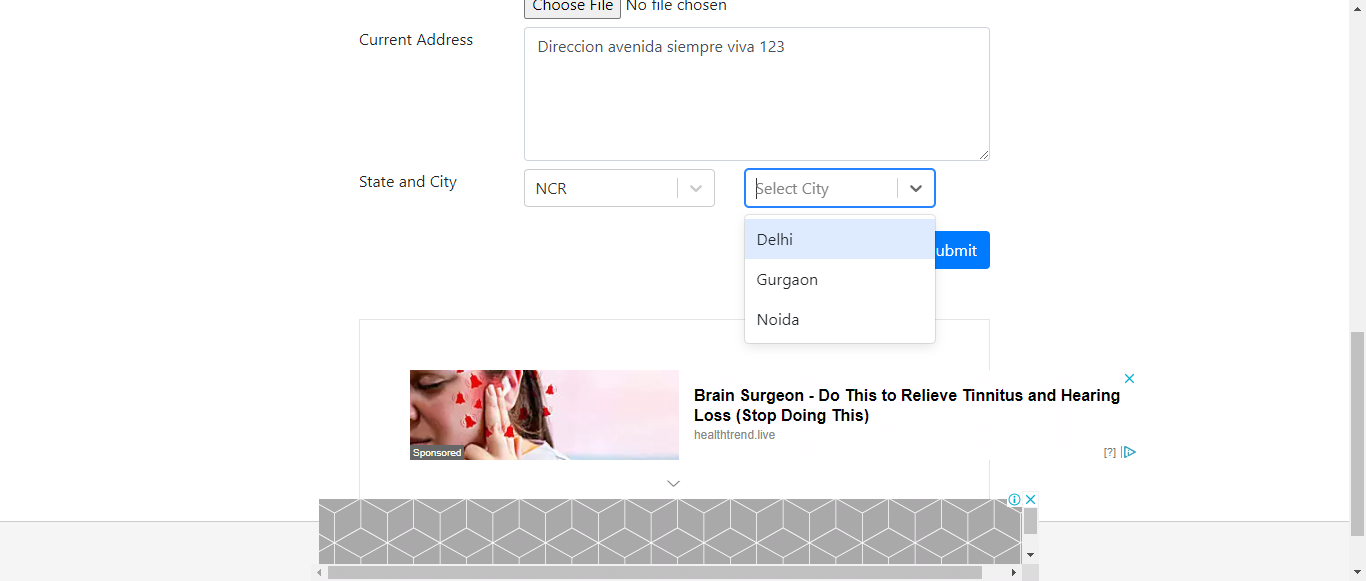 Choose File No file chosen
Current Address
Direccion avenida siempre viva 123
State and City
NCR
Select City
Delhi
ubmit
Gurgaon
Noida
Brain Surgeon - Do This to Relieve Tinnitus and Hearing
Loss (Stop Doing This)
healthtrend.live
Sponsored
[?]